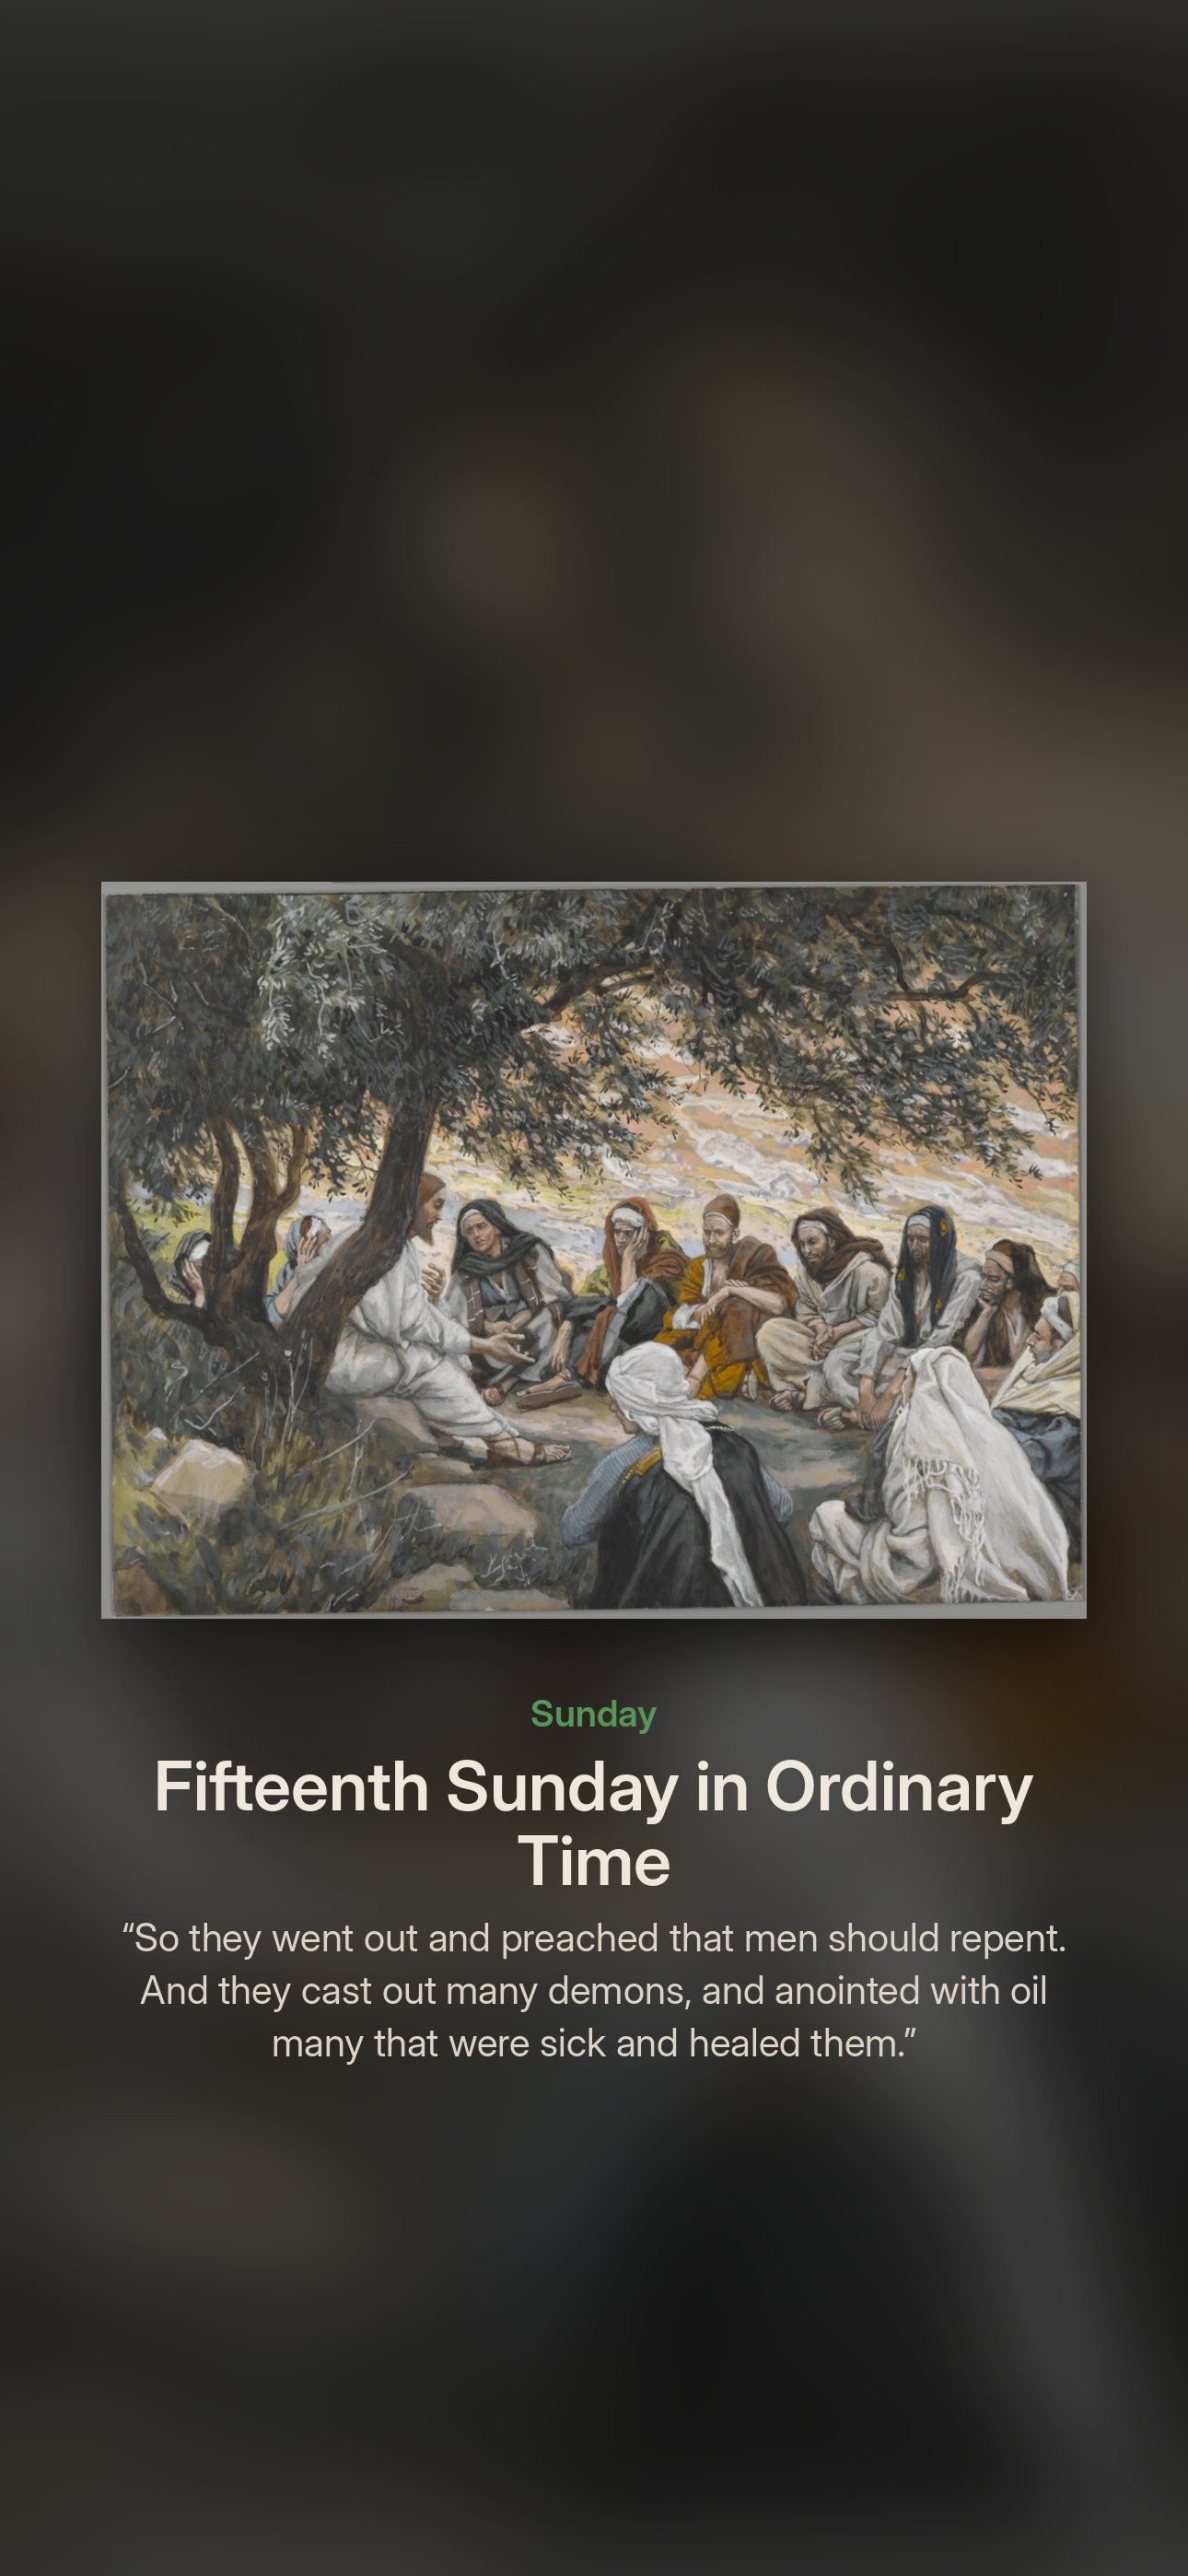 Sunday
Fifteenth Sunday in Ordinary
Time
“So they went out and preached that men should repent.
And they cast out many demons, and anointed with oil
many that were sick and healed them.”